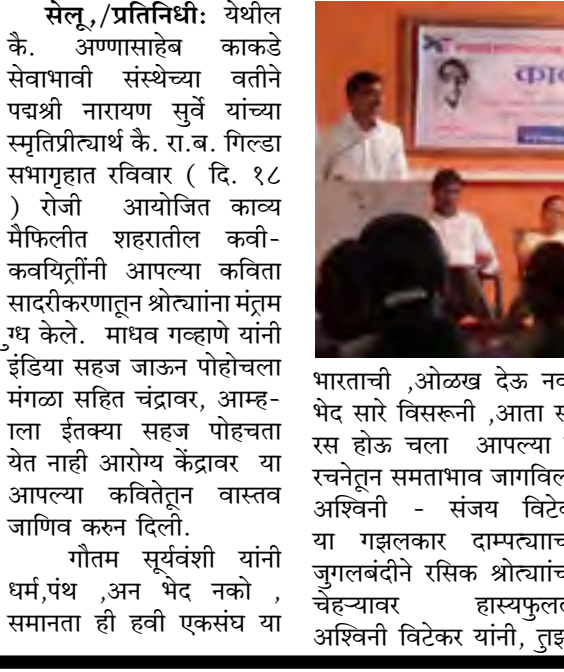 सेलू,/प्रतिनिधी: येथील
कै. अण्णासाहेब काकडे
सेवाभावी संस्थेच्या वतीने
पद्मश्री नारायण सुर्वे यांच्या
स्मृतिप्रीत्यार्थ कै. रा.ब. गिल्डा
सभागृहात रविवार ( दि. १८
) रोजी आयोजित काव्य
मैफिलीत शहरातील कवी-
कवयित्रींनी आपल्या कविता
सादरीकरणातून श्रोत्याांना मंत्रम
ुग्ध केले. माधव गव्हाणे यांनी
इंडिया सहज जाऊन पोहोचला
मंगळा सहित चंद्रावर, आम्ह-
ाला ईतक्या सहज पोहचता
येत नाही आरोग्य केंद्रावर या
आपल्या कवितेतून वास्तव
जाणिव करुन दिली.
गौतम सूर्यवंशी यांनी
धर्म,पंथ ,अन भेद नको ,
समानता ही हवी एकसंघ या
काव
भारताची ,ओळख देऊ नव
भेद सारे विसरूनी ,आता स
रस होऊ चला आपल्या
रचनेतून समताभाव जागविल
अश्विनी - संजय विटे
या गझलकार दाम्पत्याच
जुगलबंदीने रसिक श्रोत्याांच
चेहऱ्यावर हास्यफुल
अश्विनी विटेकर यांनी, तुझ